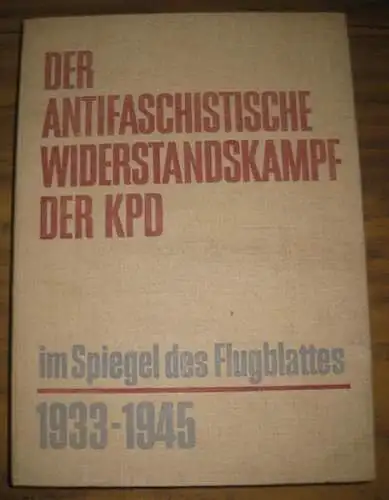 DER
ANTIFASCHISTISCHE
WIDERSTANDSKAMPF
DER KPD
im Spiegel des Flugblattes
1933-1945